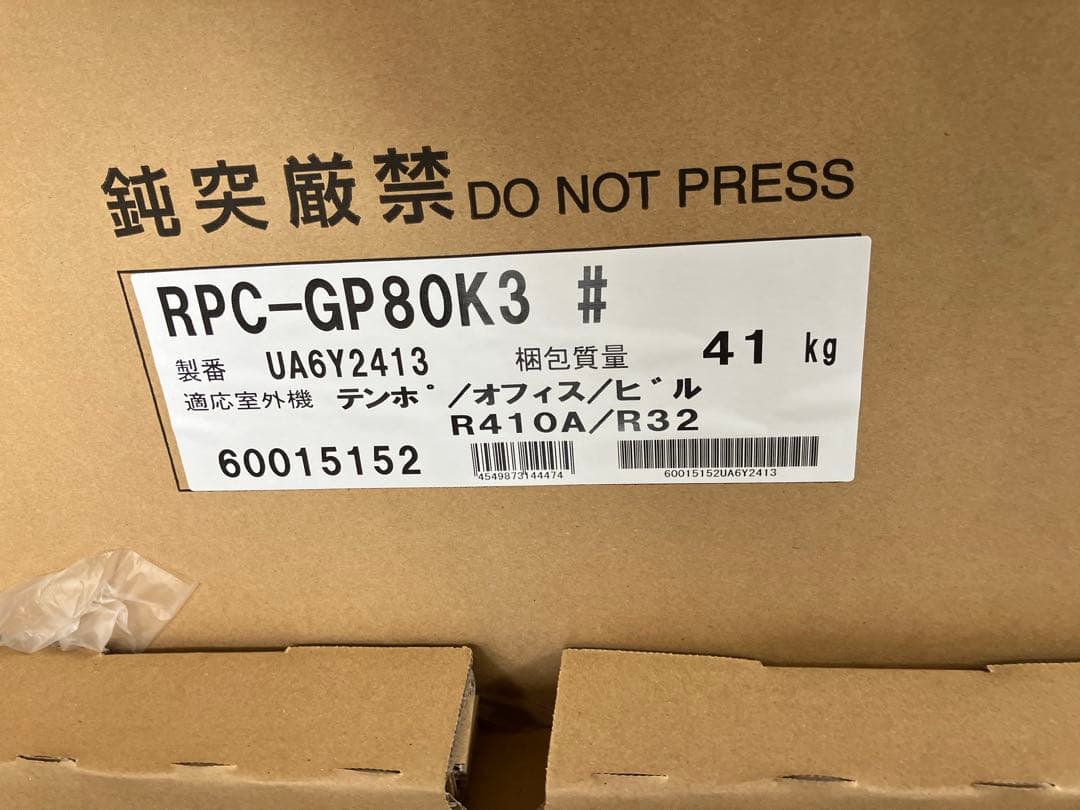 鈍突厳禁 DO NOT PRESS
RPC-GP80K3 #
製番 UA6Y2413 梱包質量 41 kg
適応室外機 テンポ/オフィス/ビル
R410A/R32
60015152 4549873144474 60015152UA6Y2413